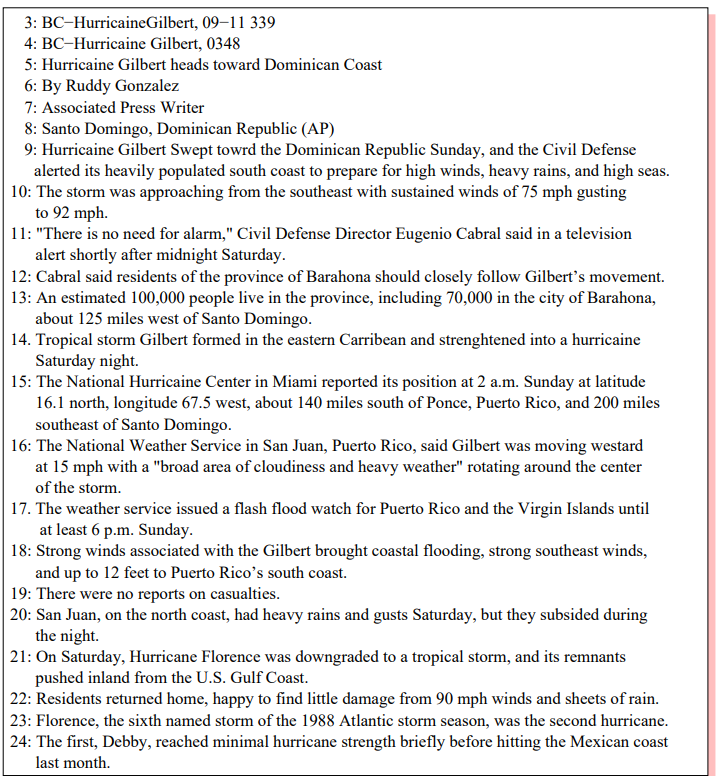 3: BC−HurricaneGilbert, 09−11 339
4: BC−Hurricane Gilbert, 0348
5: Hurricane Gilbert heads toward Dominican Coast
6: By Ruddy Gonzalez
7: Associated Press Writer
8: Santo Domingo, Dominican Republic (AP)
9: Hurricane Gilbert Swept towrd the Dominican Republic Sunday, and the Civil Defense
alerted its heavily populated south coast to prepare for high winds, heavy rains, and high seas.
10: The storm was approaching from the southeast with sustained winds of 75 mph gusting
to 92 mph.
11: "There is no need for alarm," Civil Defense Director Eugenio Cabral said in a television
alert shortly after midnight Saturday.
12: Cabral said residents of the province of Barahona should closely follow Gilbert's movement.
13: An estimated 100,000 people live in the province, including 70,000 in the city of Barahona,
about 125 miles west of Santo Domingo.
14. Tropical storm Gilbert formed in the eastern Carribean and strenghtened into a hurricane
Saturday night.
15: The National Hurricane Center in Miami reported its position at 2 a.m. Sunday at latitude
16.1 north, longitude 67.5 west, about 140 miles south of Ponce, Puerto Rico, and 200 miles
southeast of Santo Domingo.
16: The National Weather Service in San Juan, Puerto Rico, said Gilbert was moving westard
at 15 mph with a "broad area of cloudiness and heavy weather" rotating around the center
of the storm.
17. The weather service issued a flash flood watch for Puerto Rico and the Virgin Islands until
at least 6 p.m. Sunday.
18: Strong winds associated with the Gilbert brought coastal flooding, strong southeast winds,
and up to 12 feet to Puerto Rico's south coast.
19: There were no reports on casualties.
20: San Juan, on the north coast, had heavy rains and gusts Saturday, but they subsided during
the night.
21: On Saturday, Hurricane Florence was downgraded to a tropical storm, and its remnants
pushed inland from the U.S. Gulf Coast.
22: Residents returned home, happy to find little damage from 90 mph winds and sheets of rain.
23: Florence, the sixth named storm of the 1988 Atlantic storm season, was the second hurricane.
24: The first, Debby, reached minimal hurricane strength briefly before hitting the Mexican coast
last month.